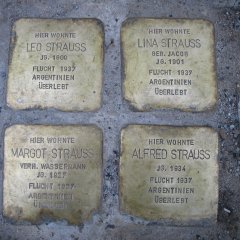 HIER WOHNTE
LEO STRAUSS
JG. 1900
FLUCHT 1937
ARGENTINIEN
ÜBERLEBT
HIER WOHNTE
LINA STRAUSS
GEB. JACOB
JG. 1901
FLUCHT 1937
ARGENTINIEN
ÜBERLEBT
HIER WOHNTE
MARGOT STRAUSS
VERH. WASSERMANN
JG. 1927
FLUCHT 1937
ARGENTINIEN
ÜBERLEBT
HIER WOHNTE
ALFRED STRAUSS
JG. 1934
FLUCHT 1937
ARGENTINIEN
ÜBERLEBT